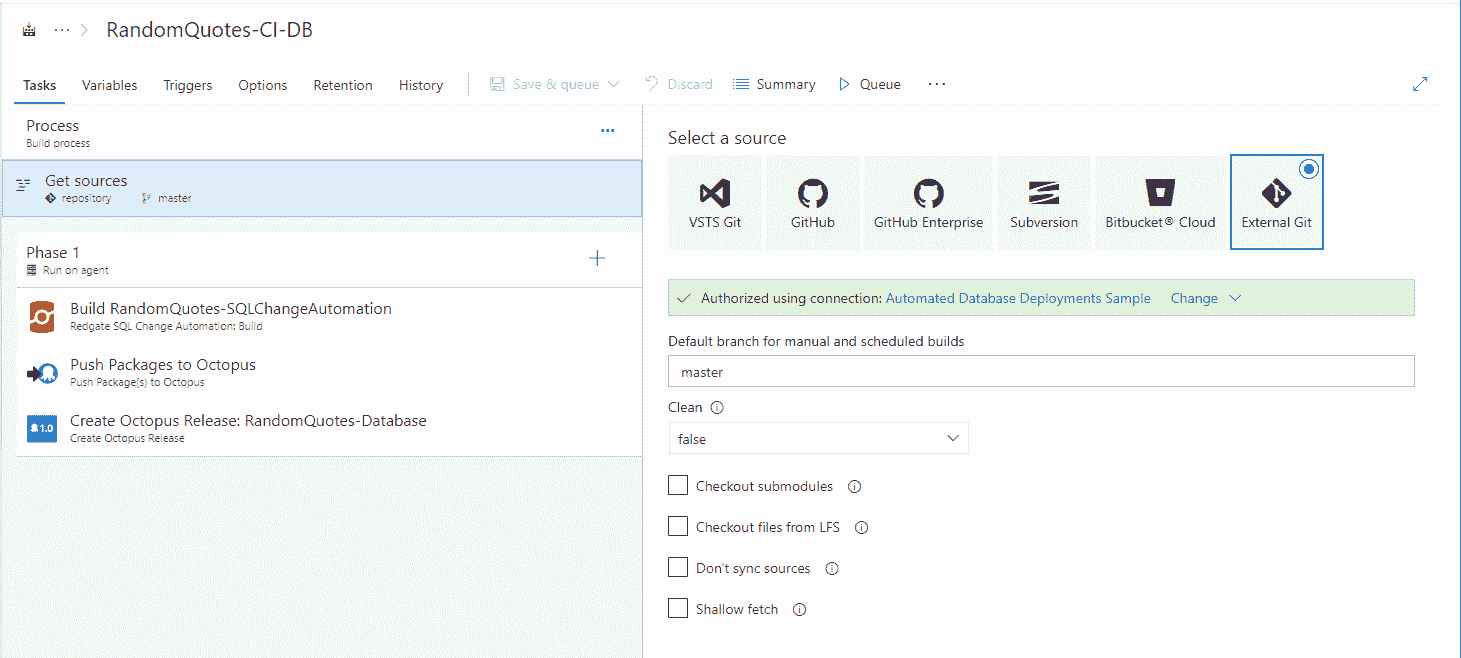 ··· > RandomQuotes-CI-DB
Tasks Variables Triggers Options Retention History Save & queue Discard Summary Queue ···
Process
Build process
···
Get sources
repository master
Phase 1
Run on agent
+
Build RandomQuotes-SQLChangeAutomation
Redgate SQL Change Automation: Build
Push Packages to Octopus
Push Package(s) to Octopus
1.0
Create Octopus Release: RandomQuotes-Database
Create Octopus Release
Select a source
VSTS Git GitHub GitHub Enterprise Subversion Bitbucket® Cloud External Git
Authorized using connection: Automated Database Deployments Sample Change
Default branch for manual and scheduled builds
master
Clean
false
Checkout submodules
Checkout files from LFS
Don't sync sources
Shallow fetch